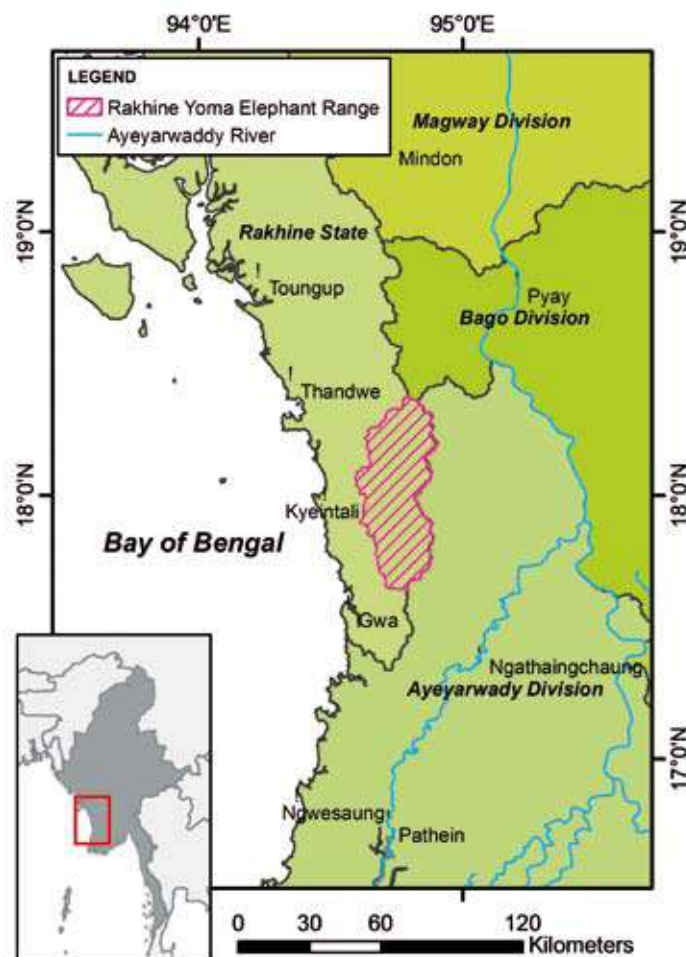 94°0'E
95°0'E
LEGEND
Rakhine Yoma Elephant Range
Ayeyarwaddy River
Magway Division
Mindon
19°0'N
19°0'N
Rakhine State
Toungup
Pyay
Bago Division
Thandwe
18°0'N
18°0'N
Kyeintali
Bay of Bengal
Gwa
Ngathaingchaung
Ayeyarwady Division
17°0'N
Ngwesaung
Pathein
0 30 60 120
Kilometers